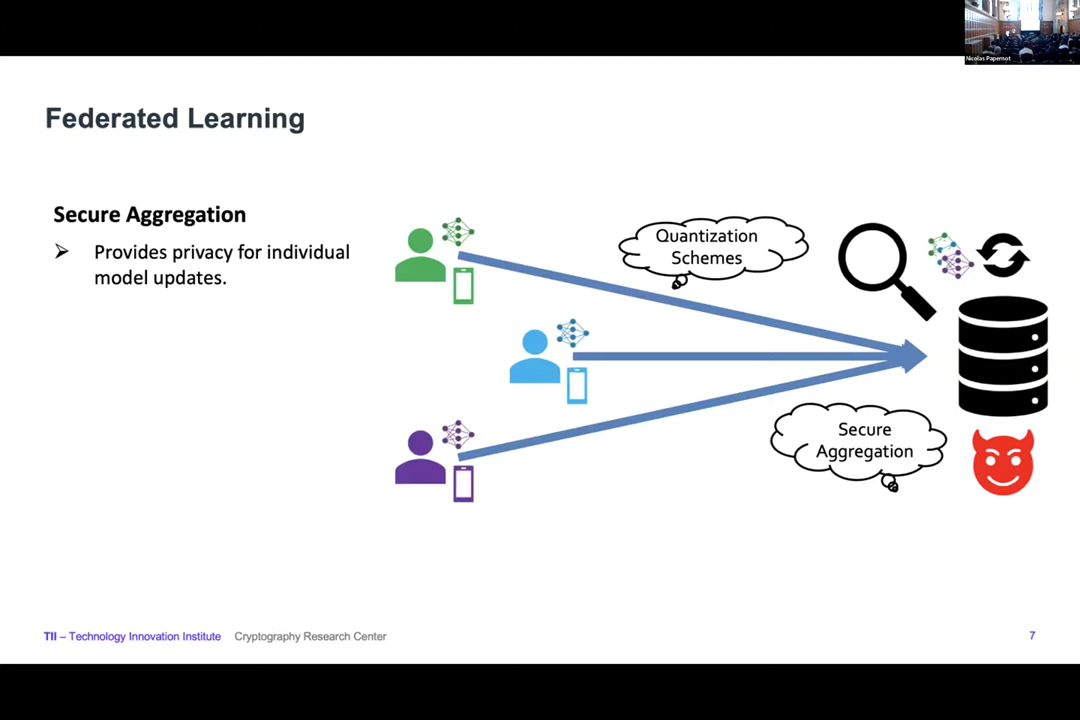 Nicolas Papernot
Federated Learning
Secure Aggregation
➢ Provides privacy for individual
model updates.
Quantization
Schemes
Secure
Aggregation
TII – Technology Innovation Institute Cryptography Research Center
7